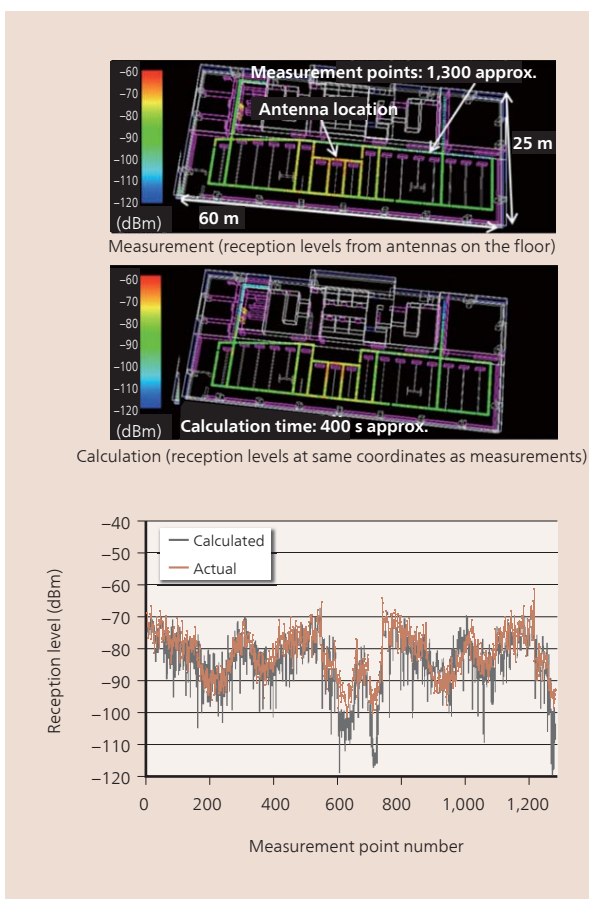 Measurement points: 1,300 approx.
Antenna location
−60
−70
−80
−90
−100
−110
−120
(dBm)
25 m
60 m
Measurement (reception levels from antennas on the floor)
−60
−70
−80
−90
−100
−110
−120
(dBm)
Calculation time: 400 s approx.
Calculation (reception levels at same coordinates as measurements)
−40
−50
−60
−70
−80
−90
−100
−110
−120
Calculated
Actual
Reception level (dBm)
0 200 400 600 800 1,000 1,200
Measurement point number